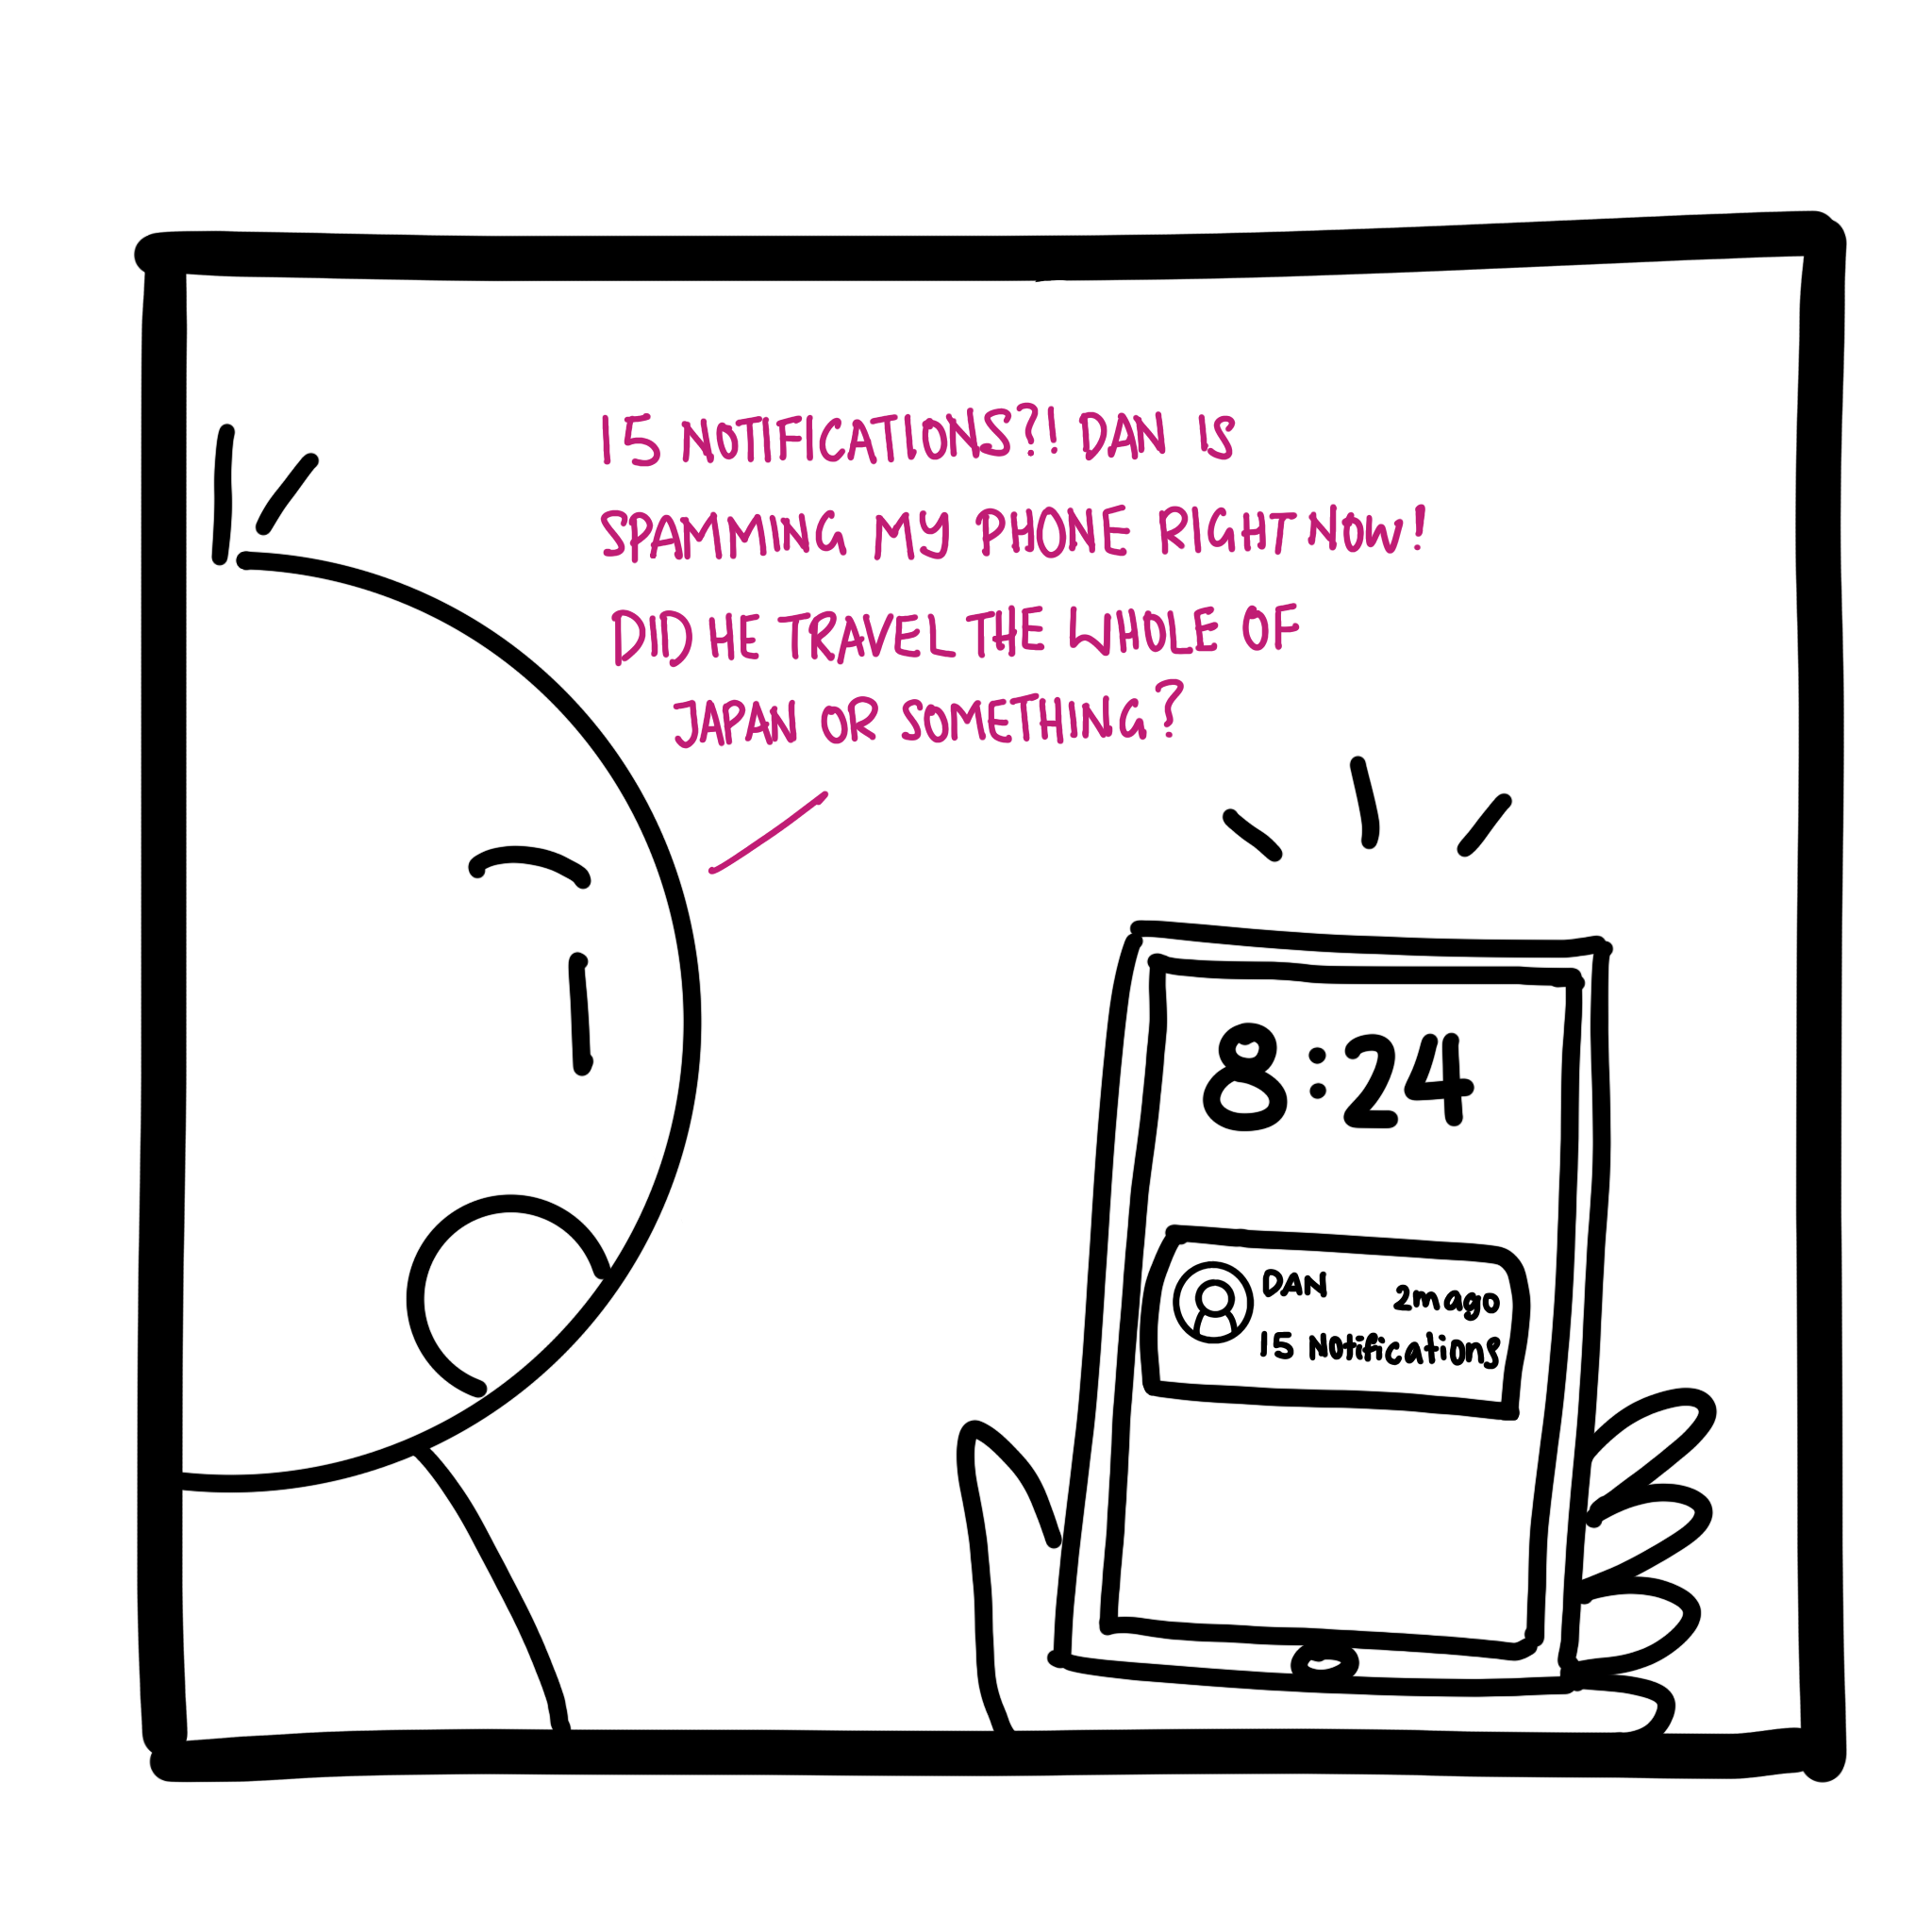 15 NOTIFICATIONS?! DAN IS
SPAMMING MY PHONE RIGHT NOW!
DID HE TRAVEL THE WHOLE OF
JAPAN OR SOMETHING?
8:24
DAN 2m ago
15 Notifications